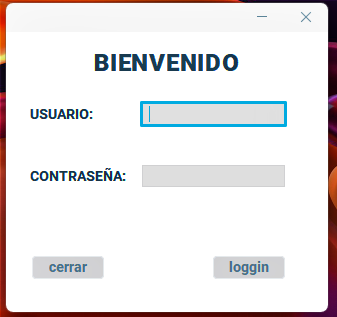 BIENVENIDO
USUARIO:
CONTRASEÑA:
cerrar loggin